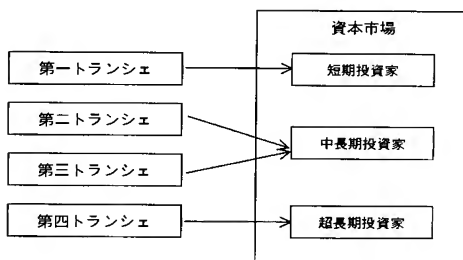 資本市場
第一トランシェ
短期投資家
第二トランシェ
中長期投資家
第三トランシェ
第四トランシェ
超長期投資家